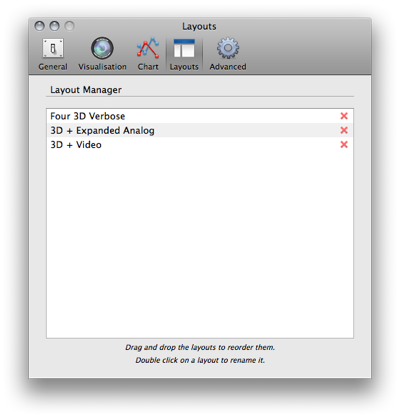 Layouts
General Visualisation Chart Layouts Advanced
Layout Manager
Four 3D Verbose
3D + Expanded Analog
3D + Video
Drag and drop the layouts to reorder them.
Double click on a layout to rename it.